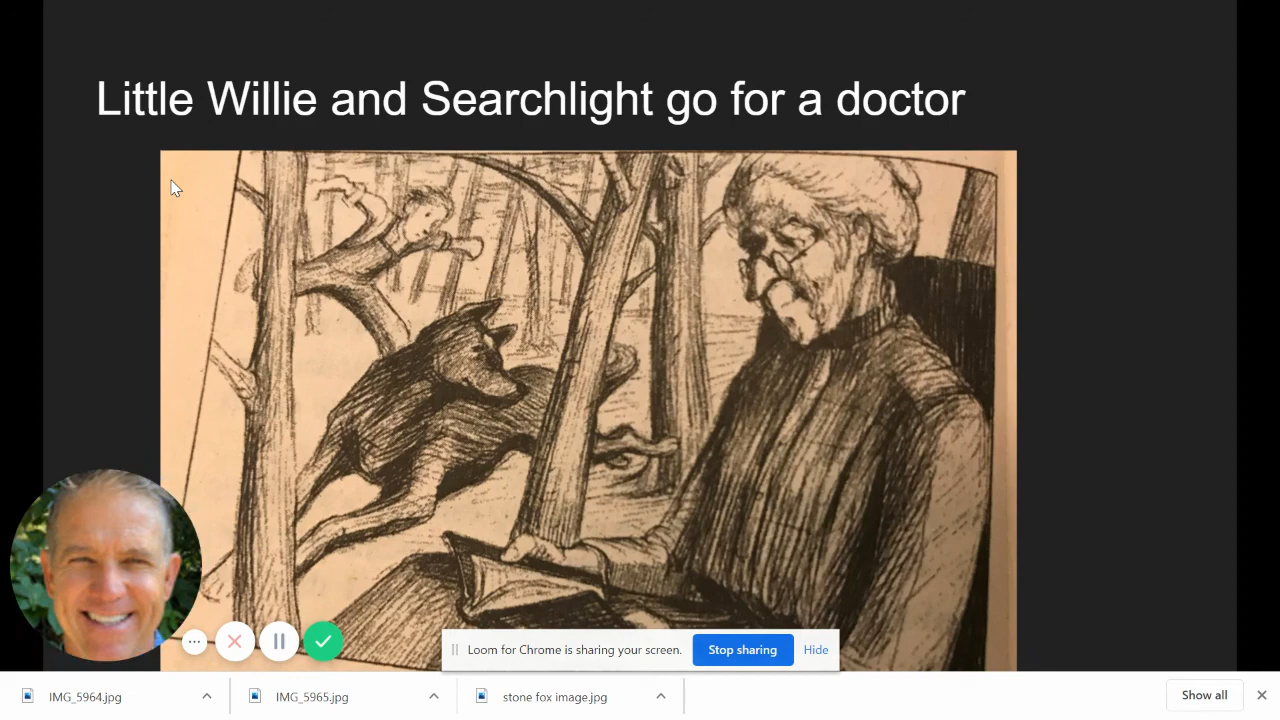 Little Willie and Searchlight go for a doctor
Loom for Chrome is sharing your screen.
Stop sharing
Hide
IMG_5964.jpg
IMG_5965.jpg
stone fox image.jpg
Show all